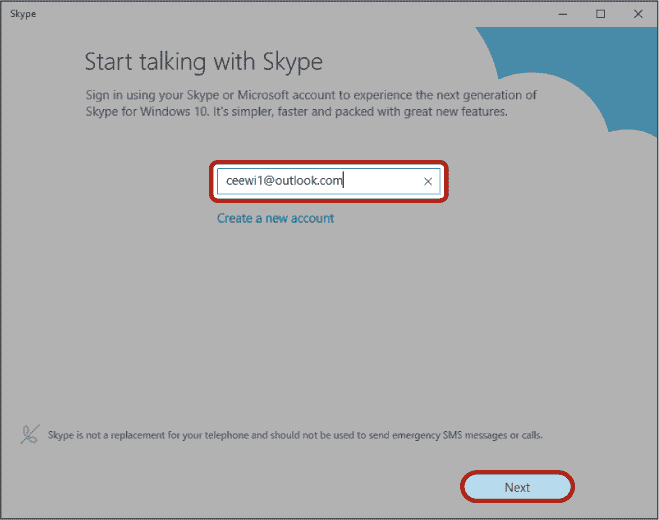 Skype
Start talking with Skype
Sign in using your Skype or Microsoft account to experience the next generation of
Skype for Windows 10. It's simpler, faster and packed with great new features.
ceewi1@outlook.com
Create a new account
Skype is not a replacement for your telephone and should not be used to send emergency SMS messages or calls.
Next